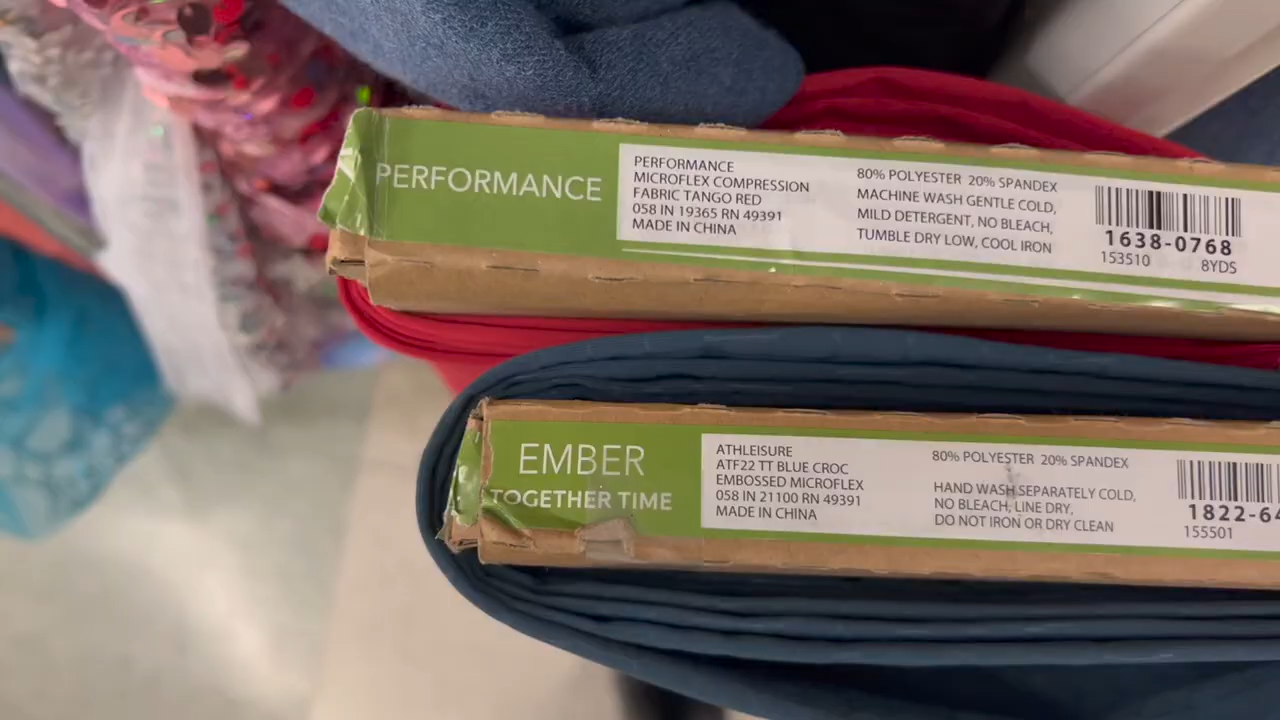 PERFORMANCE
PERFORMANCE
MICROFLEX COMPRESSION
FABRIC TANGO RED
058 IN 19365 RN 49391
MADE IN CHINA
80% POLYESTER 20% SPANDEX
MACHINE WASH GENTLE COLD,
MILD DETERGENT, NO BLEACH,
TUMBLE DRY LOW, COOL IRON
1638-0768
153510 8YDS
EMBER
TOGETHER TIME
ATHLEISURE
ATF22 TT BLUE CROC
EMBOSSED MICROFLEX
058 IN 21100 RN 49391
MADE IN CHINA
80% POLYESTER 20% SPANDEX
HAND WASH SEPARATELY COLD,
NO BLEACH, LINE DRY,
DO NOT IRON OR DRY CLEAN
1822-64
155501